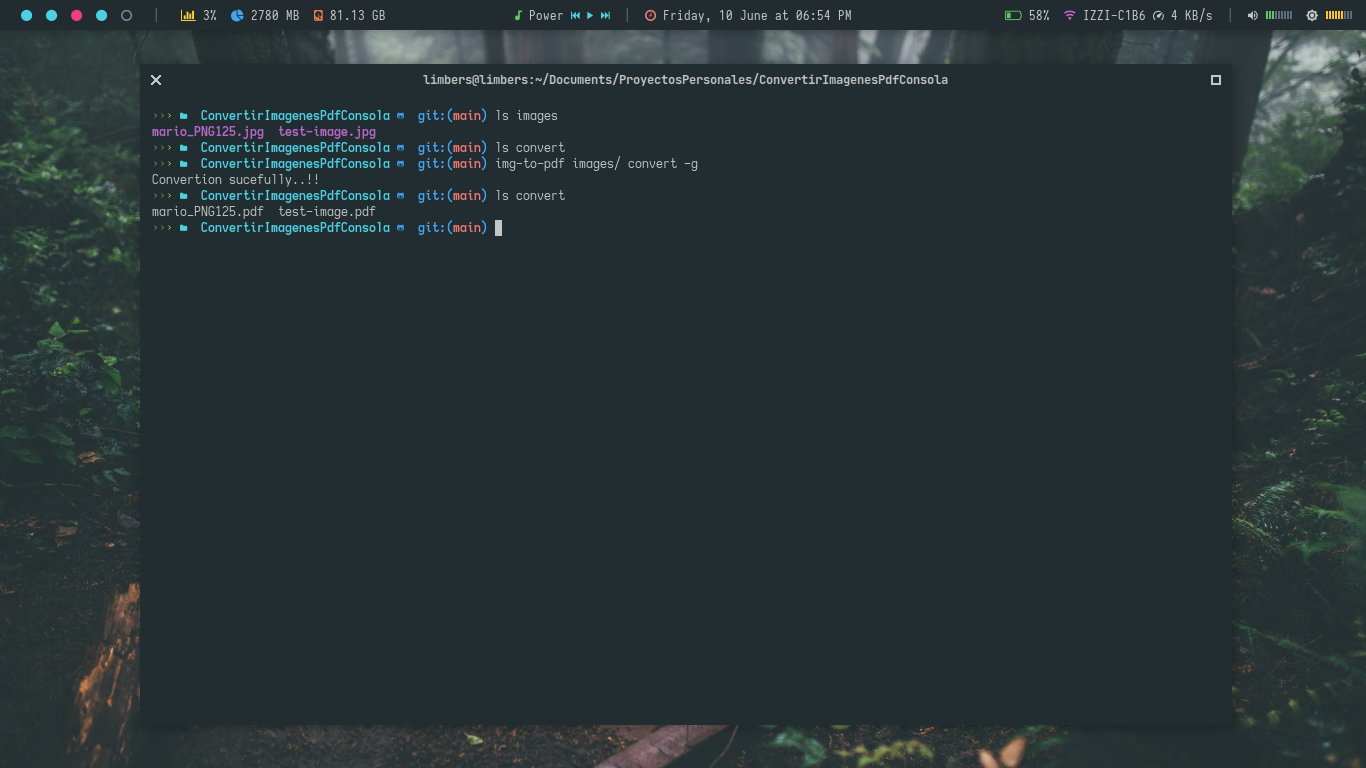 3% 2780 MB 81.13 GB Power Friday, 10 June at 06:54 PM 58% IZZI-C1B6 4 KB/s
limbers@limbers:~/Documents/ProyectosPersonales/ConvertirImagenesPdfConsola
››› ConvertirImagenesPdfConsola git:(main) ls images
mario_PNG125.jpg test-image.jpg
››› ConvertirImagenesPdfConsola git:(main) ls convert
››› ConvertirImagenesPdfConsola git:(main) img-to-pdf images/ convert -g
Convertion sucefully..!!
››› ConvertirImagenesPdfConsola git:(main) ls convert
mario_PNG125.pdf test-image.pdf
››› ConvertirImagenesPdfConsola git:(main)